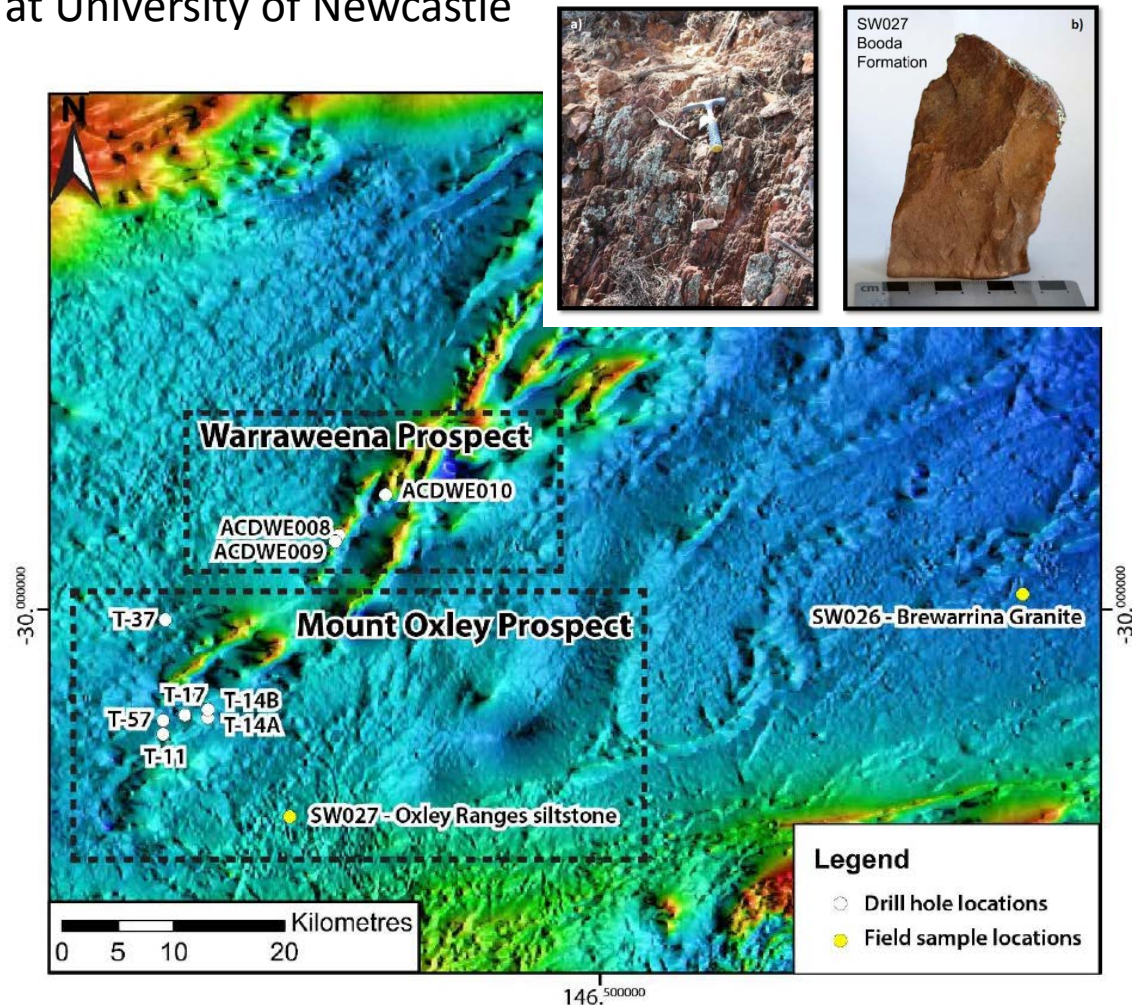 at University of Newcastle
a)
SW027
Booda
Formation
b)
cm
N
Warraweena Prospect
ACDWE010
ACDWE008
ACDWE009
-30.000000
-30.000000
T-37
Mount Oxley Prospect
SW026 - Brewarrina Granite
T-17
T-14B
T-57
T-14A
T-11
SW027 - Oxley Ranges siltstone
Legend
Drill hole locations
Field sample locations
Kilometres
0 5 10 20
146.500000